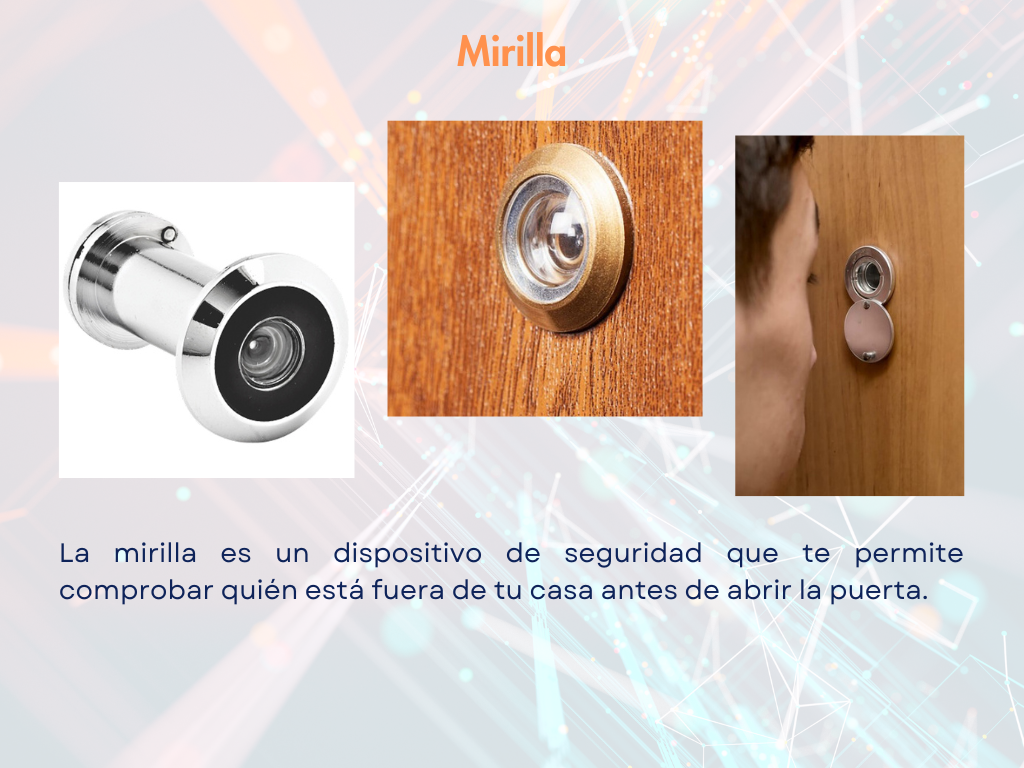 Mirilla
La mirilla es un dispositivo de seguridad que te permite
comprobar quién está fuera de tu casa antes de abrir la puerta.